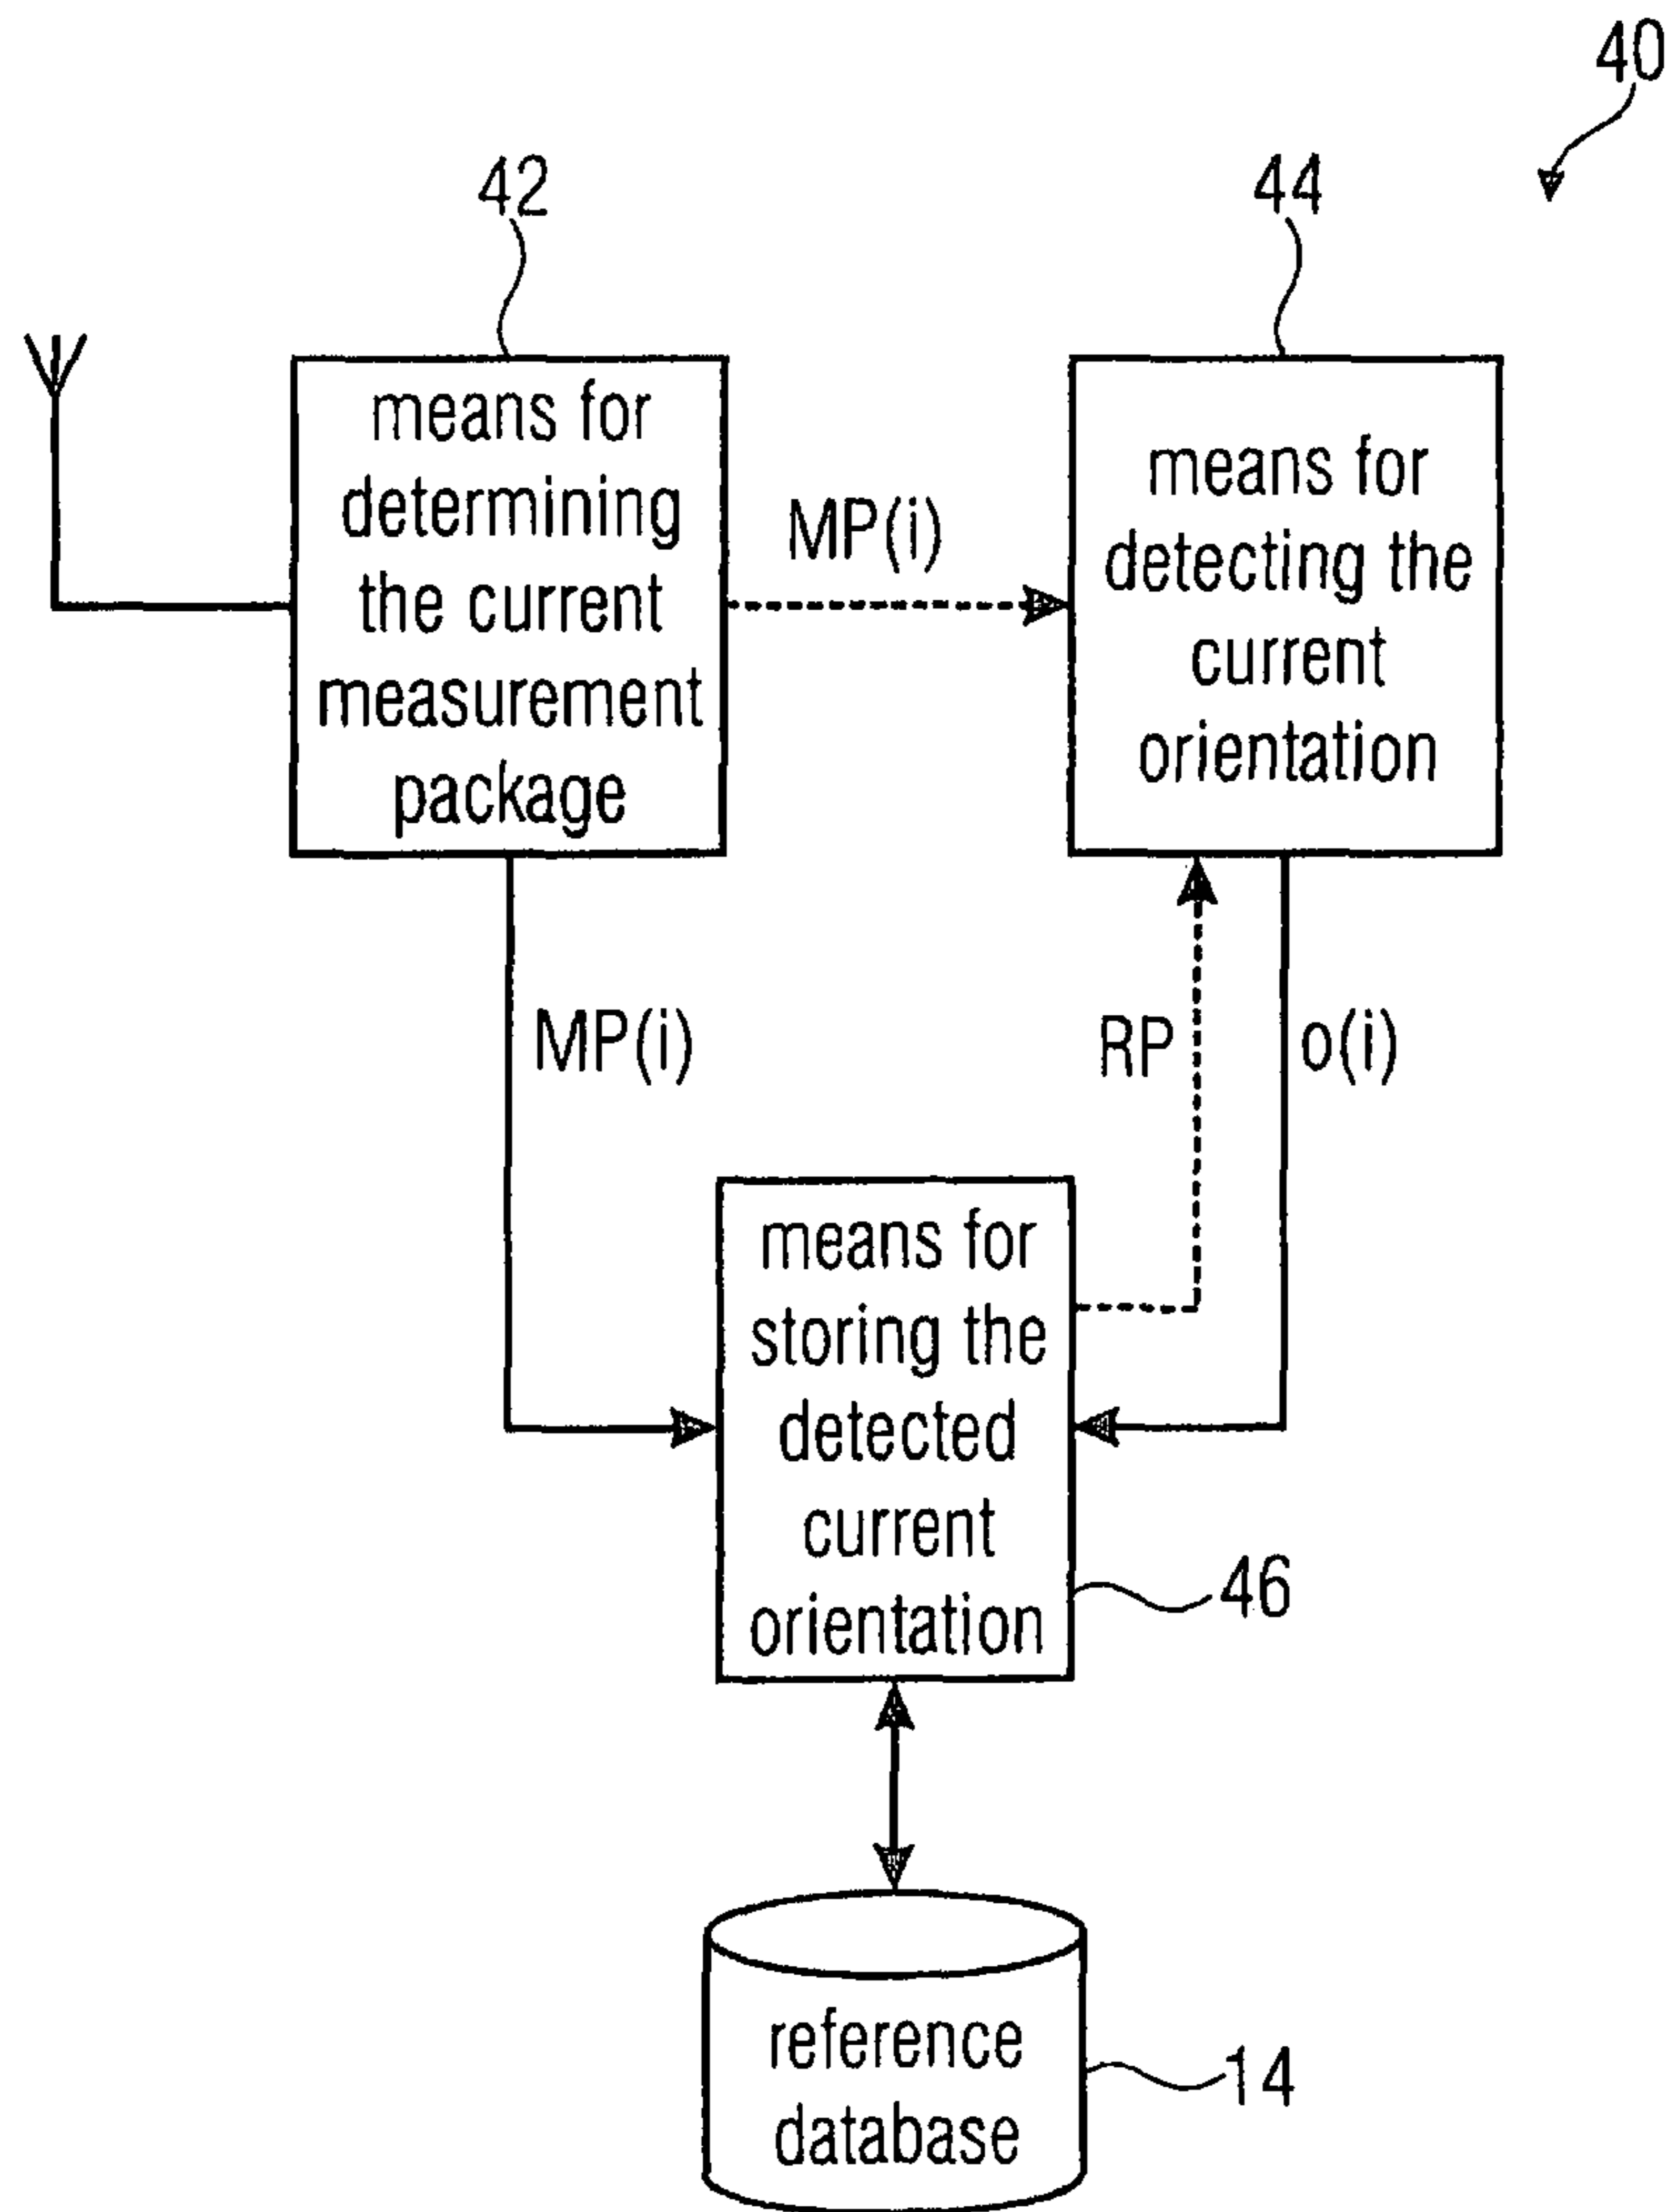 40
42
44
means for
determining
the current
measurement
package
MP(i)
means for
detecting the
current
orientation
MP(i)
RP
o(i)
means for
storing the
detected
current
orientation
46
reference
database
14